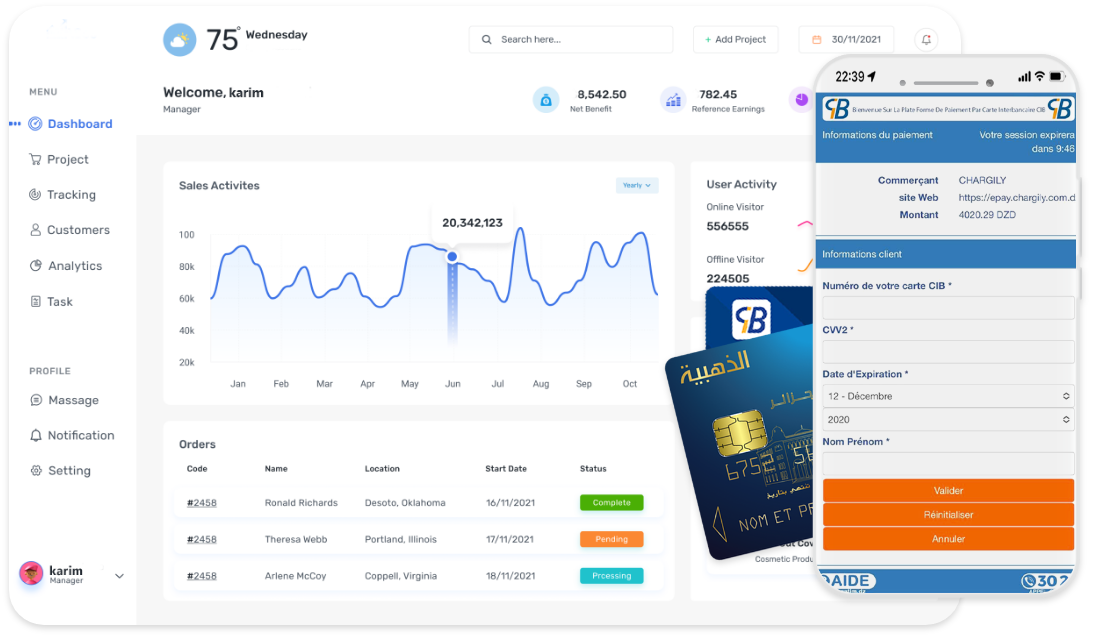 75° Wednesday
Search here...
+ Add Project
30/11/2021
Welcome, karim
Manager
8,542.50
Net Benefit
782.45
Reference Earnings
MENU
Dashboard
Project
Tracking
Customers
Analytics
Task
PROFILE
Massage
Notification
Setting
karim
Manager
Sales Activites
Yearly
20,342,123
100
80k
60k
40k
20k
Jan Feb Mar Apr May Jun Jul Aug Sep Oct
User Activity
Online Visitor
556555
Offline Visitor
224505
Orders
Code Name Location Start Date Status
#2458 Ronald Richards Desoto, Oklahoma 16/11/2021 Complete
#2458 Theresa Webb Portland, Illinois 17/11/2021 Pending
#2458 Arlene McCoy Coppell, Virginia 18/11/2021 Prcessing
Cosmetic Produ
CIB
الذهبية
NOM ET PR
22:39
Bienvenue Sur La Plate Forme De Paiement Par Carte Interbancaire CIB
Informations du paiement
Votre session expirera
dans 9:46
Commerçant CHARGILY
site Web https://epay.chargily.com.d
Montant 4020.29 DZD
Informations client
Numéro de votre carte CIB *
CVV2 *
Date d'Expiration *
12 - Décembre
2020
Nom Prénom *
Valider
Réinitialiser
Annuler
AIDE
30 2